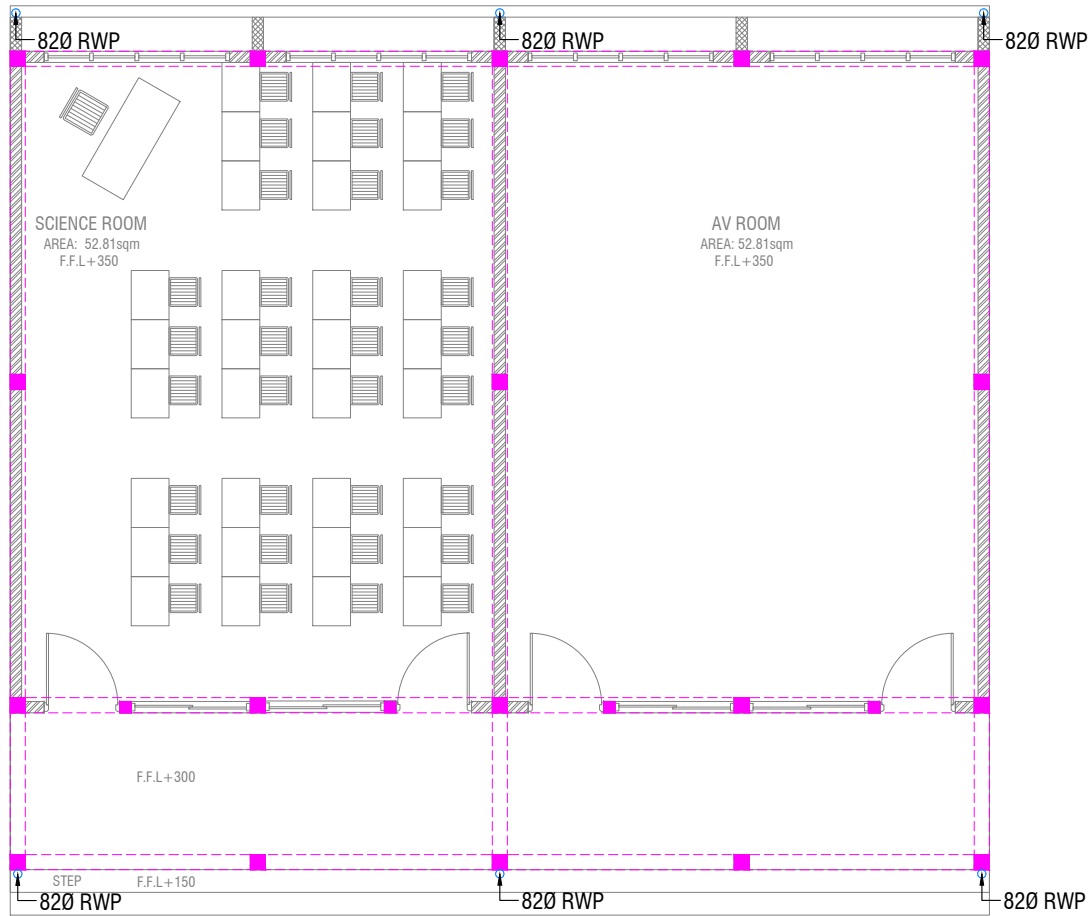 82Ø RWP
82Ø RWP
82Ø RWP
SCIENCE ROOM
AREA: 52.81sqm
F.F.L+350
AV ROOM
AREA: 52.81sqm
F.F.L+350
F.F.L+300
STEP
F.F.L+150
82Ø RWP
82Ø RWP
82Ø RWP